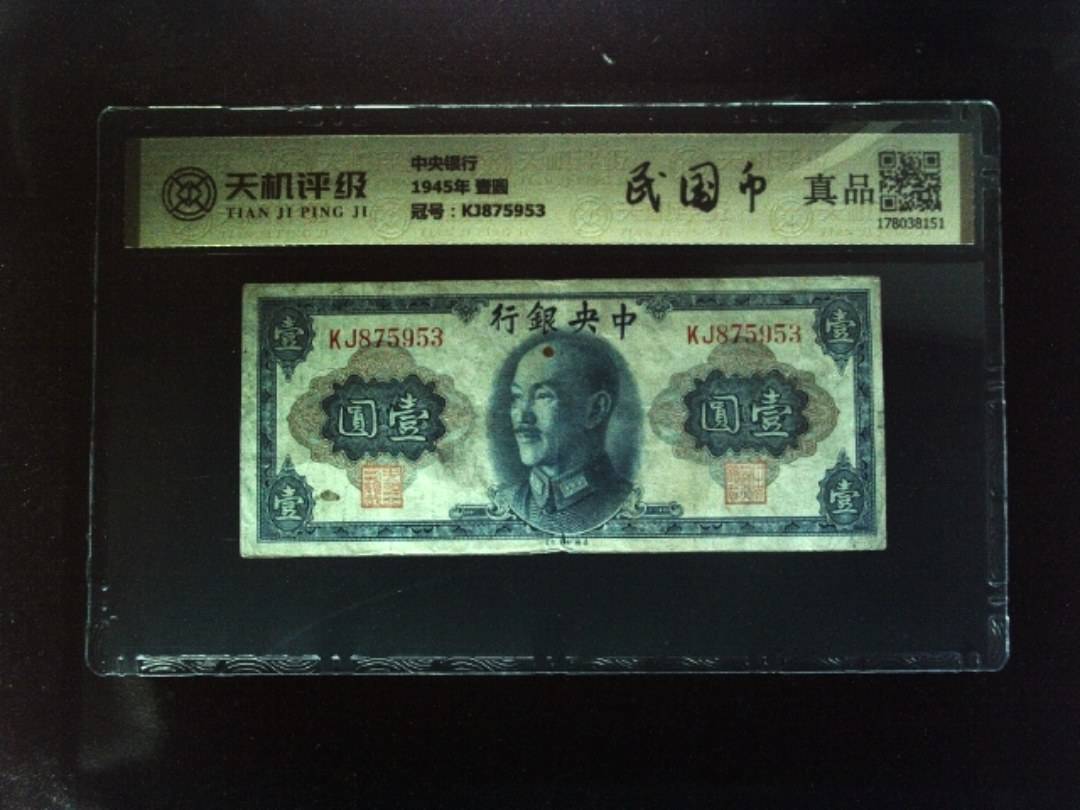 天机评级
TIAN JI PING JI
中央银行
1945年 壹圆
冠号：KJ875953
民国币
真品
178038151
行銀央中
壹
壹
KJ875953
KJ875953
圓壹
圓壹
壹
壹